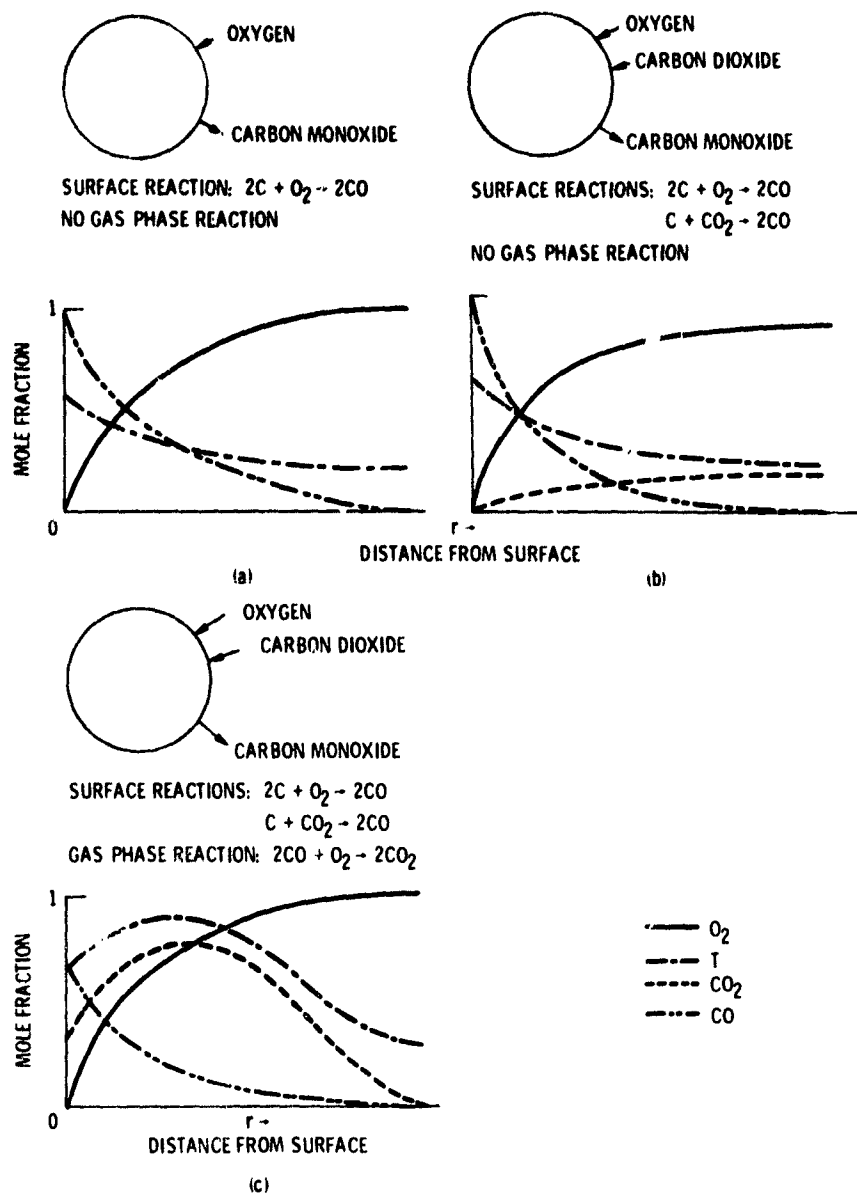 OXYGEN
CARBON MONOXIDE
SURFACE REACTION: 2C + O2 → 2CO
NO GAS PHASE REACTION
1
MOLE FRACTION
0
OXYGEN
CARBON DIOXIDE
CARBON MONOXIDE
SURFACE REACTIONS: 2C + O2 → 2CO
C + CO2 → 2CO
NO GAS PHASE REACTION
r →
DISTANCE FROM SURFACE
(a)
(b)
OXYGEN
CARBON DIOXIDE
CARBON MONOXIDE
SURFACE REACTIONS: 2C + O2 → 2CO
C + CO2 → 2CO
GAS PHASE REACTION: 2CO + O2 → 2CO2
1
MOLE FRACTION
0
r →
DISTANCE FROM SURFACE
(c)
O2
T
CO2
CO